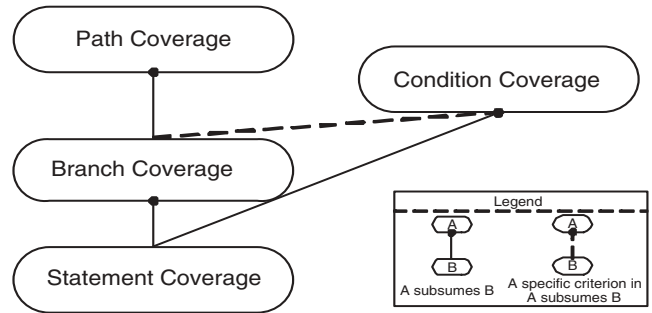 Path Coverage
Condition Coverage
Branch Coverage
Statement Coverage
Legend
A
A
B
B
A subsumes B
A specific criterion in
A subsumes B